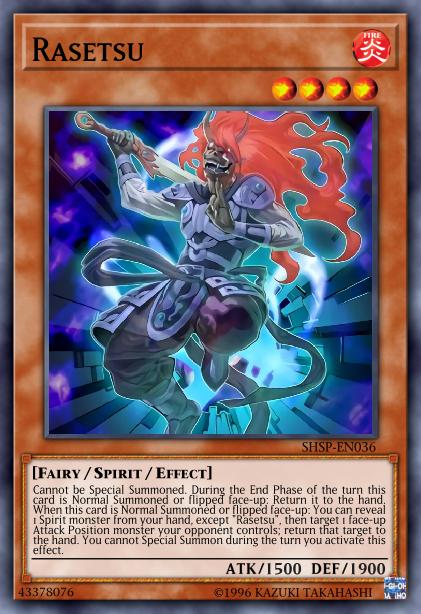 RASETSU
FIRE
炎
SHSP-EN036
[FAIRY / SPIRIT / EFFECT]
Cannot be Special Summoned. During the End Phase of the turn this
card is Normal Summoned or flipped face-up: Return it to the hand.
When this card is Normal Summoned or flipped face-up: You can reveal
1 Spirit monster from your hand, except "Rasetsu", then target 1 face-up
Attack Position monster your opponent controls; return that target to
the hand. You cannot Special Summon during the turn you activate this
effect.
ATK/1500 DEF/1900
43378076
©1996 KAZUKI TAKAHASHI